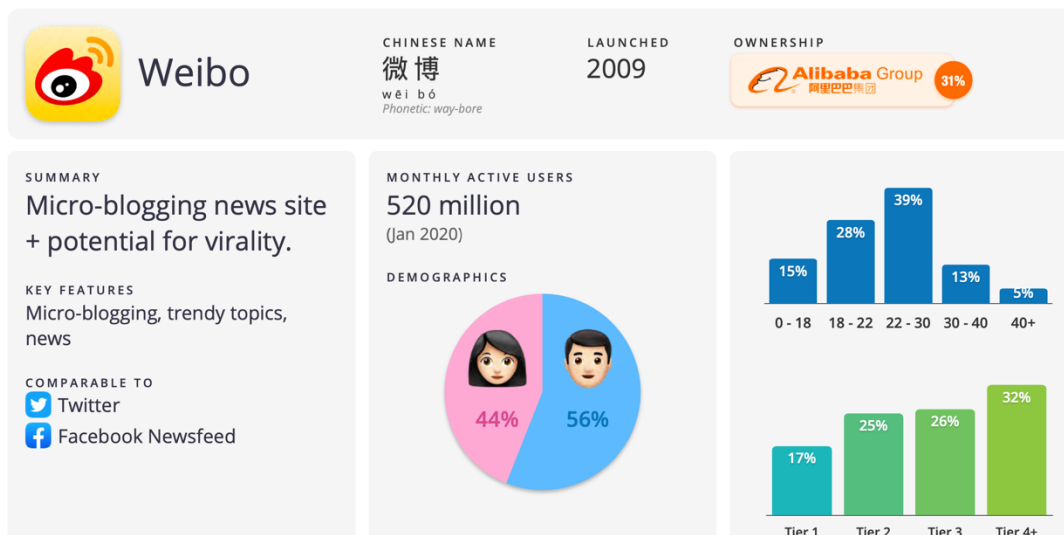 Weibo
CHINESE NAME
微博
wēi bó
Phonetic: way-bore
LAUNCHED
2009
OWNERSHIP
Alibaba Group
阿里巴巴集团
31%
SUMMARY
Micro-blogging news site
+ potential for virality.
KEY FEATURES
Micro-blogging, trendy topics,
news
COMPARABLE TO
Twitter
Facebook Newsfeed
MONTHLY ACTIVE USERS
520 million
(Jan 2020)
DEMOGRAPHICS
44% 56%
39%
28%
15%
13%
5%
0 - 18 18 - 22 22 - 30 30 - 40 40+
32%
26%
25%
17%
Tier 1 Tier 2 Tier 3 Tier 4+